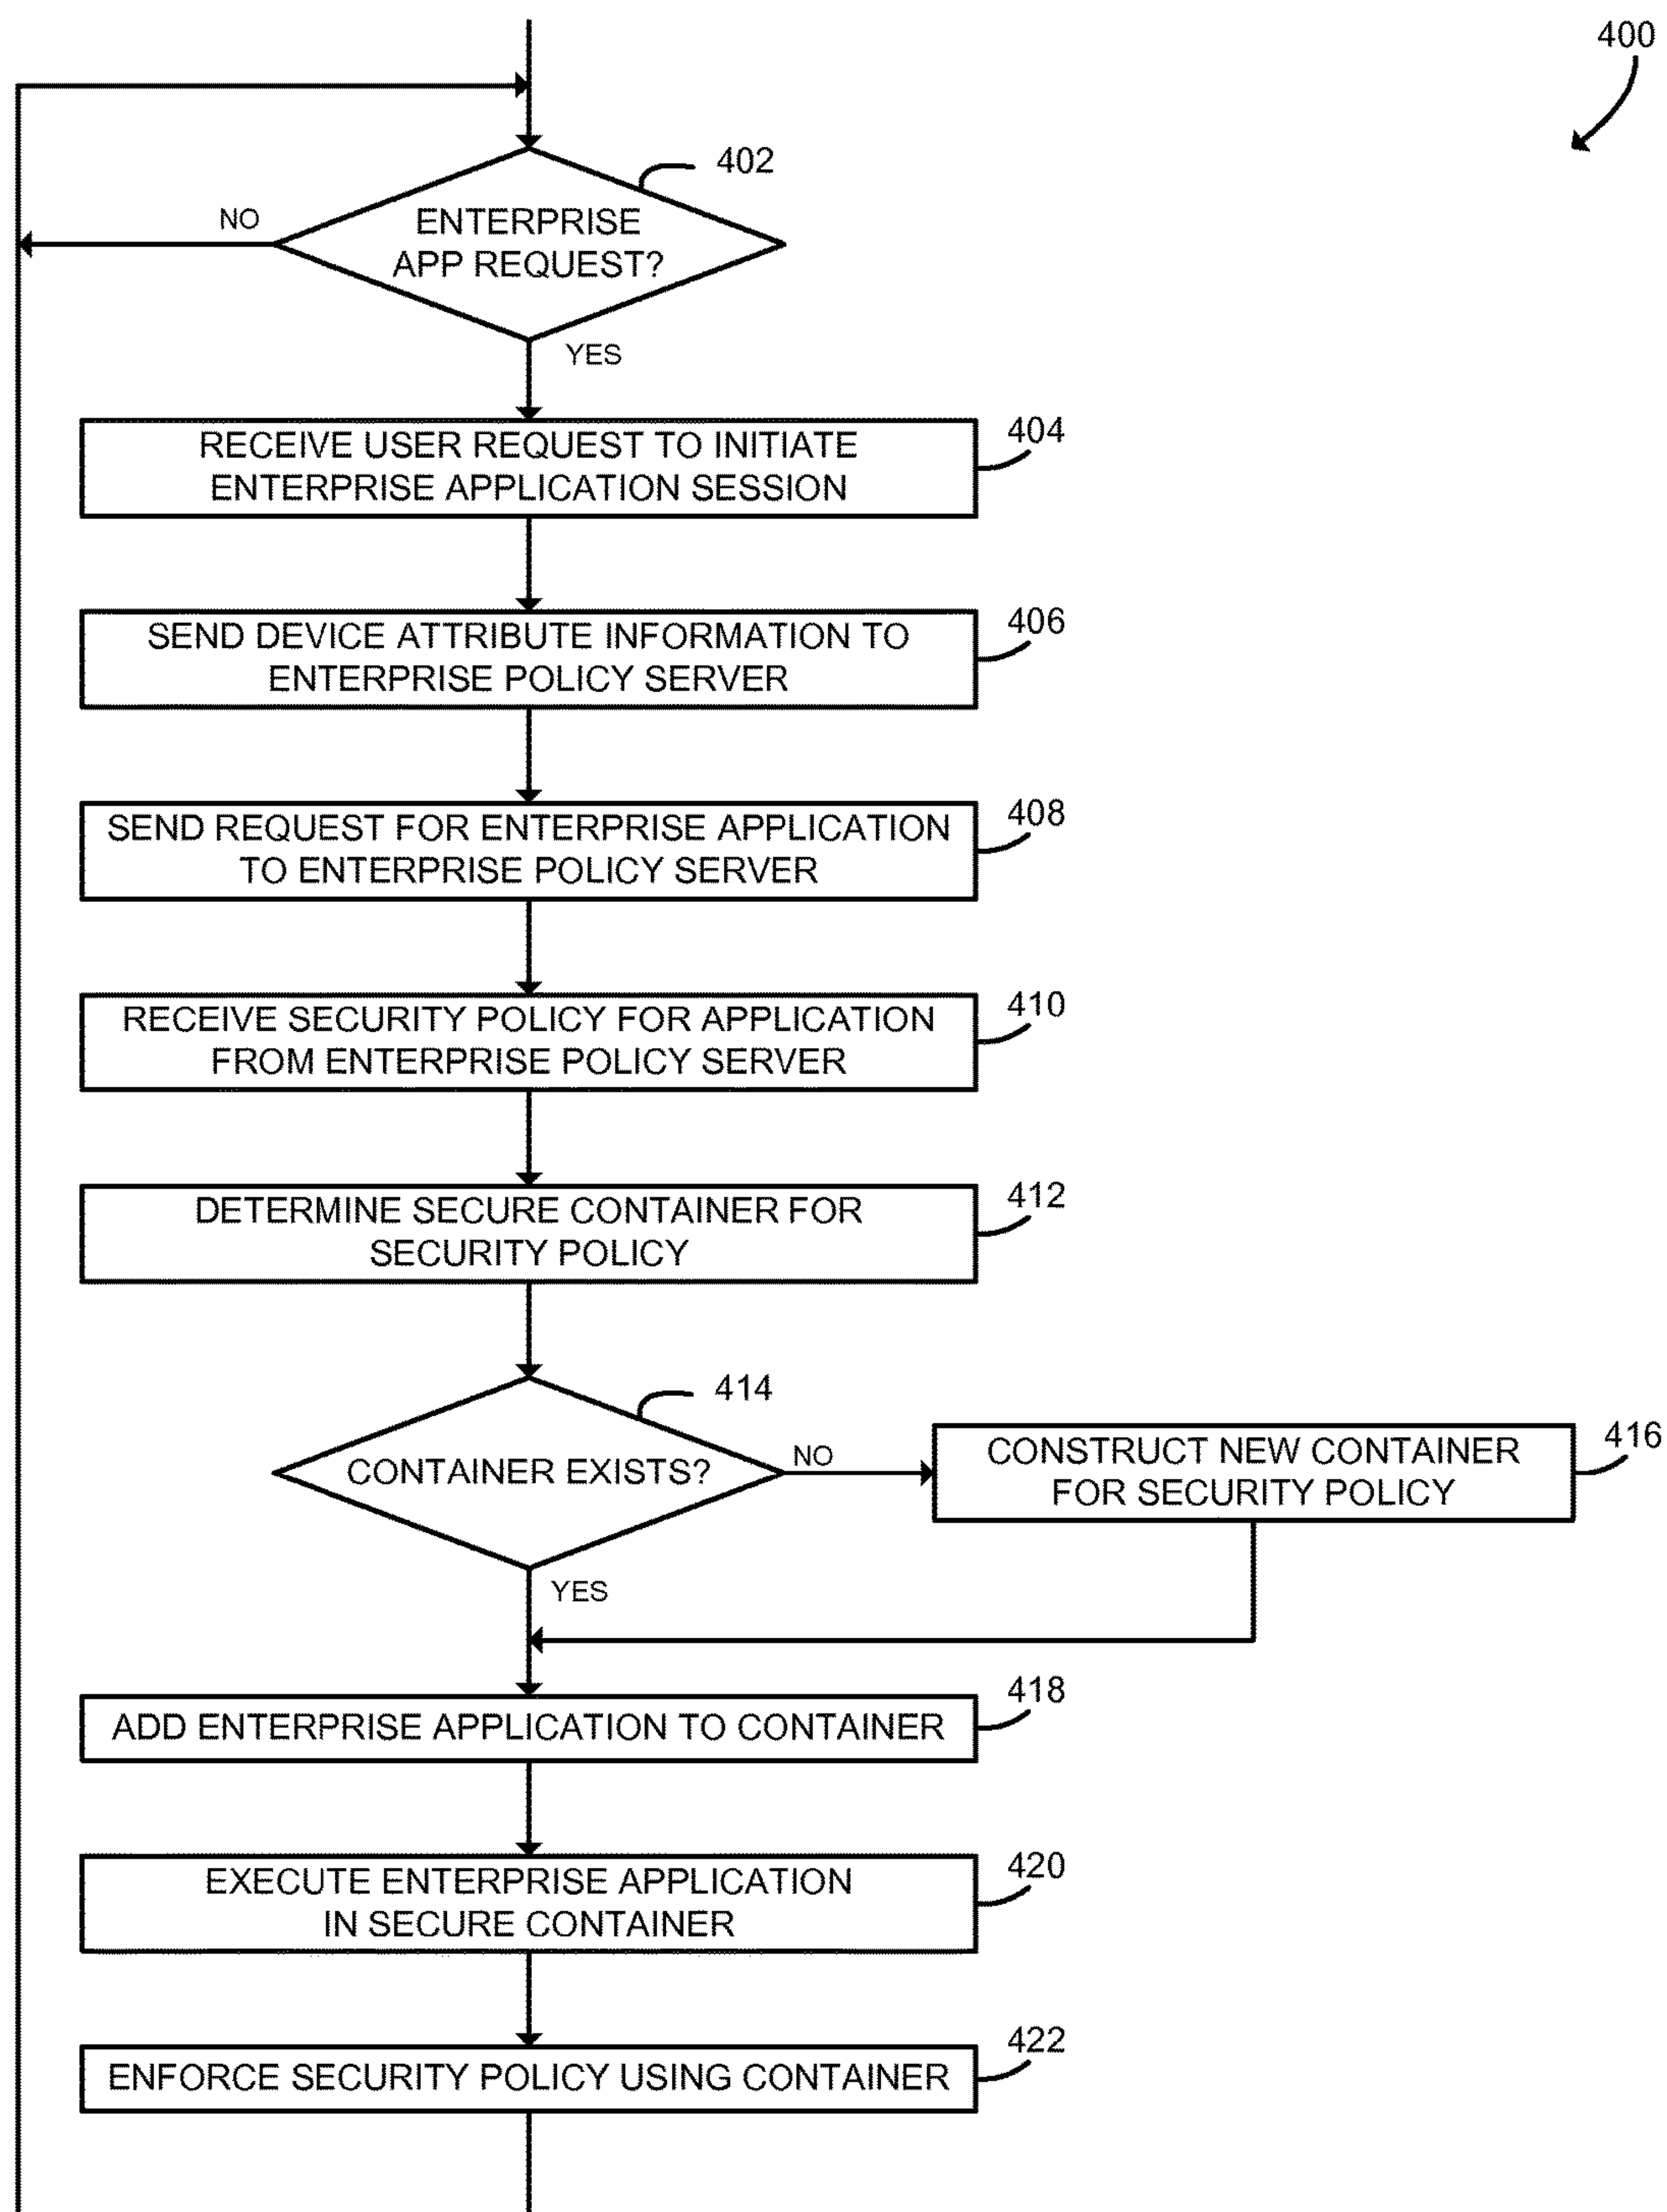 400
402
ENTERPRISE
APP REQUEST?
NO
YES
RECEIVE USER REQUEST TO INITIATE
ENTERPRISE APPLICATION SESSION
404
SEND DEVICE ATTRIBUTE INFORMATION TO
ENTERPRISE POLICY SERVER
406
SEND REQUEST FOR ENTERPRISE APPLICATION
TO ENTERPRISE POLICY SERVER
408
RECEIVE SECURITY POLICY FOR APPLICATION
FROM ENTERPRISE POLICY SERVER
410
DETERMINE SECURE CONTAINER FOR
SECURITY POLICY
412
414
CONTAINER EXISTS?
NO
CONSTRUCT NEW CONTAINER
FOR SECURITY POLICY
416
YES
ADD ENTERPRISE APPLICATION TO CONTAINER
418
EXECUTE ENTERPRISE APPLICATION
IN SECURE CONTAINER
420
ENFORCE SECURITY POLICY USING CONTAINER
422